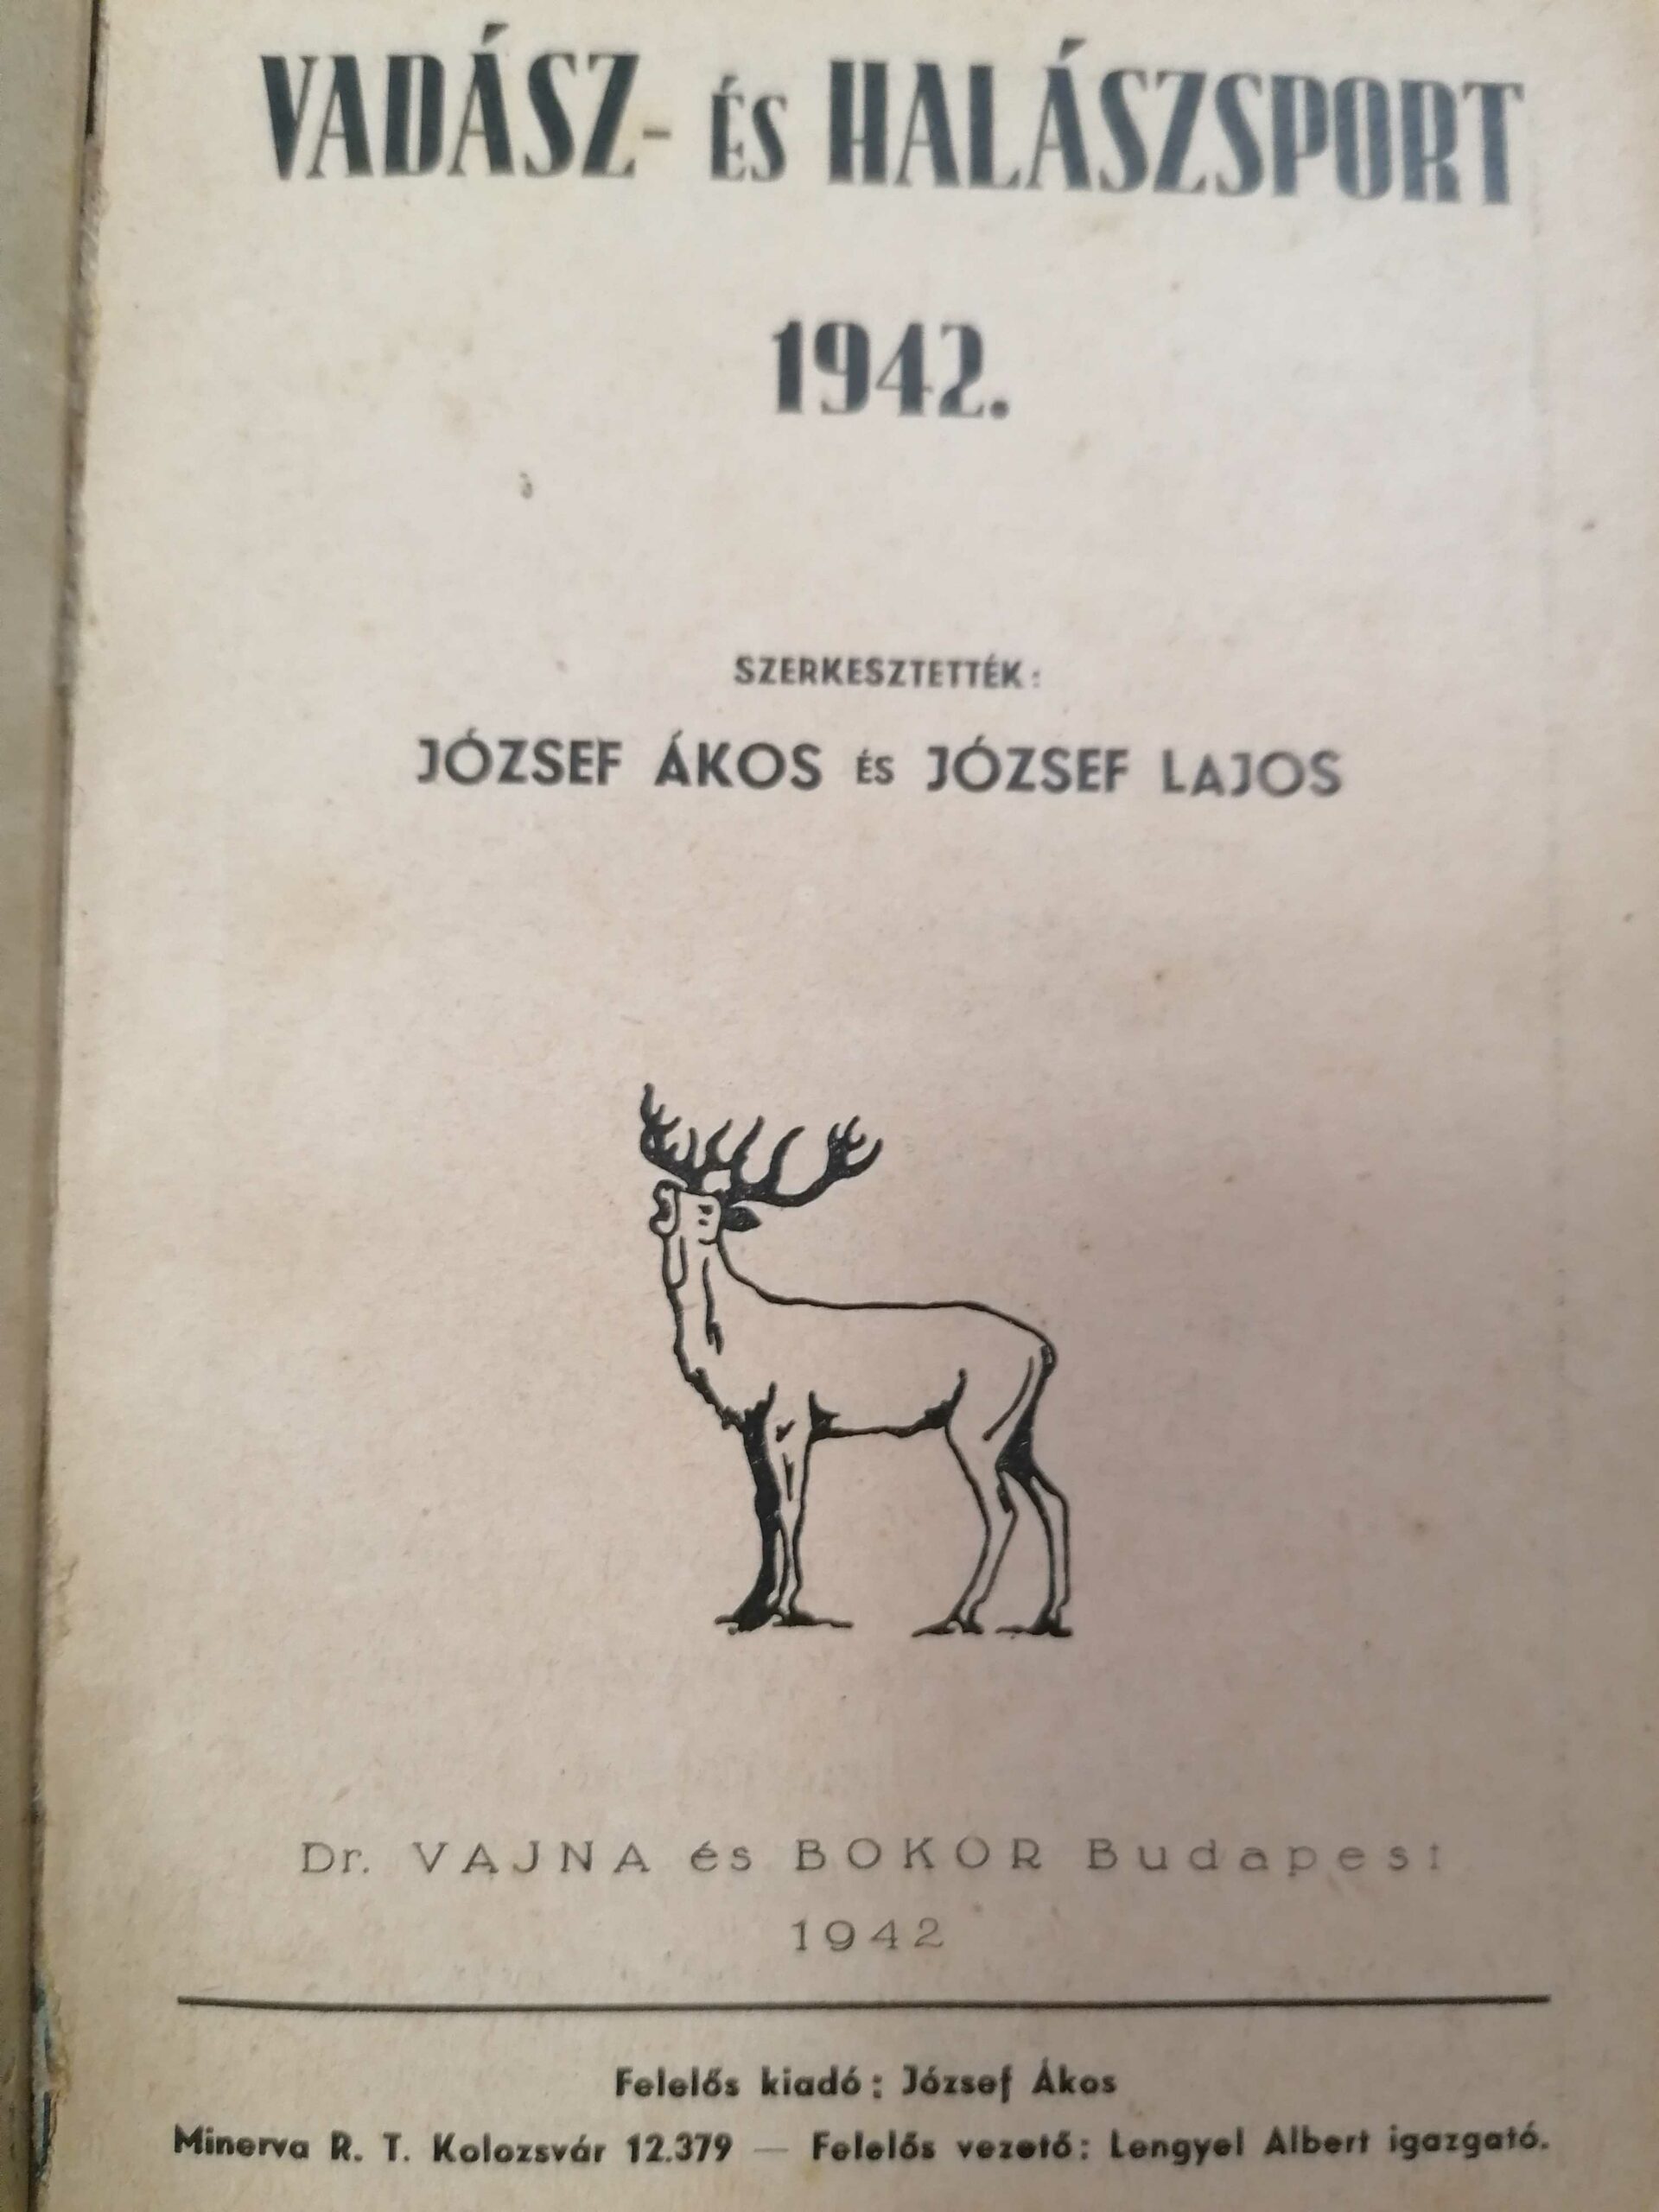 VADÁSZ- ÉS HALÁSZSPORT
1942.
SZERKESZTETTÉK:
JÓZSEF ÁKOS ÉS JÓZSEF LAJOS
Dr. VAJNA és BOKOR Budapest
1942
Felelős kiadó: József Ákos
Minerva R. T. Kolozsvár 12.379 — Felelős vezető: Lengyel Albert igazgató.